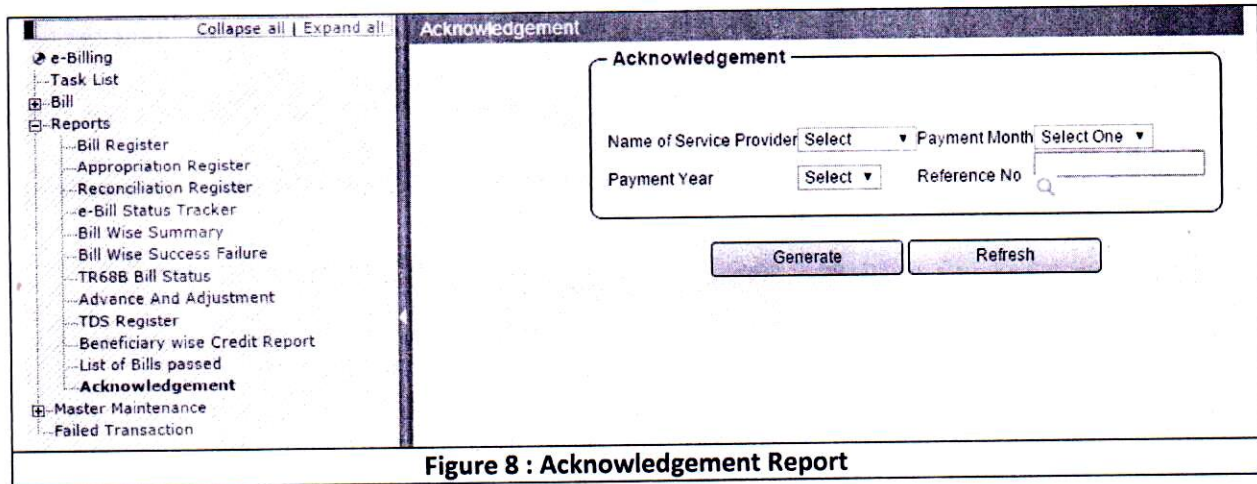 Collapse all | Expand all
e-Billing
Task List
Bill
Reports
Bill Register
Appropriation Register
Reconciliation Register
e-Bill Status Tracker
Bill Wise Summary
Bill Wise Success Failure
TR68B Bill Status
Advance And Adjustment
TDS Register
Beneficiary wise Credit Report
List of Bills passed
Acknowledgement
Master Maintenance
Failed Transaction
Acknowledgement
Acknowledgement
Name of Service Provider Select Payment Month Select One
Payment Year Select Reference No
Generate Refresh
Figure 8 : Acknowledgement Report